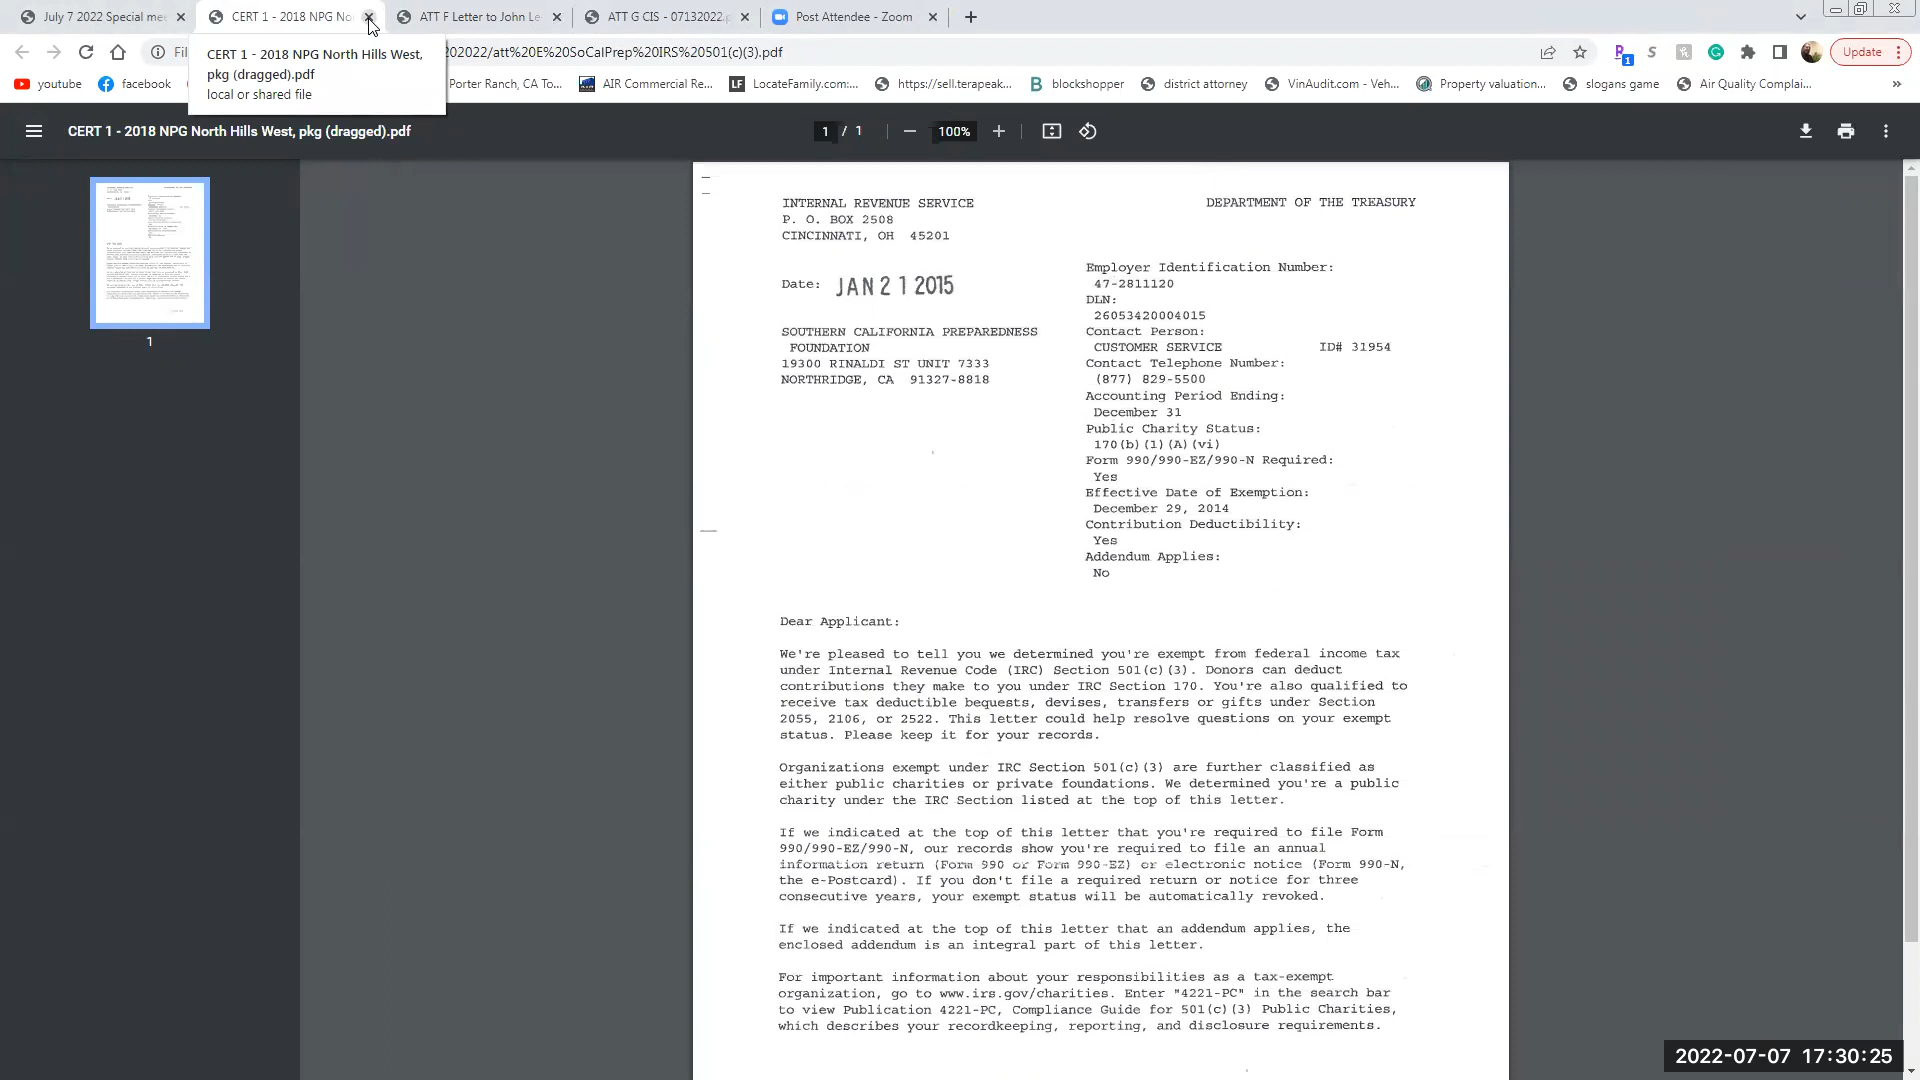 July 7 2022 Special me
CERT 1 - 2018 NPG No
ATT F Letter to John Le
ATT G CIS - 07132022.p
Post Attendee - Zoom
Fil
202022/att%20E%20SoCalPrep%20IRS%20501(c)(3).pdf
1
Update
CERT 1 - 2018 NPG North Hills West,
pkg (dragged).pdf
local or shared file
youtube
facebook
Porter Ranch, CA To...
AIR Commercial Re...
LF LocateFamily.com:...
https://sell.terapeak...
B blockshopper
district attorney
VinAudit.com - Veh...
Property valuation...
slogans game
Air Quality Complai...
»
CERT 1 - 2018 NPG North Hills West, pkg (dragged).pdf
1 / 1
100%
1
INTERNAL REVENUE SERVICE
P. O. BOX 2508
CINCINNATI, OH 45201
DEPARTMENT OF THE TREASURY
Date: JAN 21 2015
SOUTHERN CALIFORNIA PREPAREDNESS
FOUNDATION
19300 RINALDI ST UNIT 7333
NORTHRIDGE, CA 91327-8818
Employer Identification Number:
47-2811120
DLN:
26053420004015
Contact Person:
CUSTOMER SERVICE ID# 31954
Contact Telephone Number:
(877) 829-5500
Accounting Period Ending:
December 31
Public Charity Status:
170(b)(1)(A)(vi)
Form 990/990-EZ/990-N Required:
Yes
Effective Date of Exemption:
December 29, 2014
Contribution Deductibility:
Yes
Addendum Applies:
No
Dear Applicant:
We're pleased to tell you we determined you're exempt from federal income tax
under Internal Revenue Code (IRC) Section 501(c)(3). Donors can deduct
contributions they make to you under IRC Section 170. You're also qualified to
receive tax deductible bequests, devises, transfers or gifts under Section
2055, 2106, or 2522. This letter could help resolve questions on your exempt
status. Please keep it for your records.
Organizations exempt under IRC Section 501(c)(3) are further classified as
either public charities or private foundations. We determined you're a public
charity under the IRC Section listed at the top of this letter.
If we indicated at the top of this letter that you're required to file Form
990/990-EZ/990-N, our records show you're required to file an annual
information return (Form 990 or Form 990-EZ) or electronic notice (Form 990-N,
the e-Postcard). If you don't file a required return or notice for three
consecutive years, your exempt status will be automatically revoked.
If we indicated at the top of this letter that an addendum applies, the
enclosed addendum is an integral part of this letter.
For important information about your responsibilities as a tax-exempt
organization, go to www.irs.gov/charities. Enter "4221-PC" in the search bar
to view Publication 4221-PC, Compliance Guide for 501(c)(3) Public Charities,
which describes your recordkeeping, reporting, and disclosure requirements.
2022-07-07 17:30:25